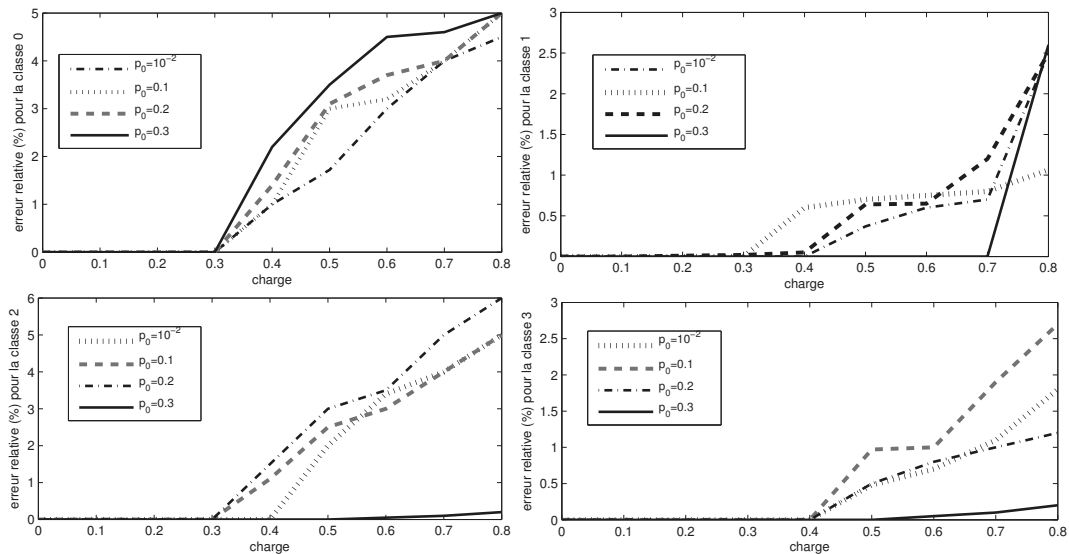 erreur relative (%) pour la classe 0
5
4
3
2
1
0
p₀=10⁻²
p₀=0.1
p₀=0.2
p₀=0.3
0 0.1 0.2 0.3 0.4 0.5 0.6 0.7 0.8
charge
erreur relative (%) pour la classe 1
3
2.5
2
1.5
1
0.5
0
p₀=10⁻²
p₀=0.1
p₀=0.2
p₀=0.3
0 0.1 0.2 0.3 0.4 0.5 0.6 0.7 0.8
charge
erreur relative (%) pour la classe 2
6
5
4
3
2
1
0
p₀=10⁻²
p₀=0.1
p₀=0.2
p₀=0.3
0 0.1 0.2 0.3 0.4 0.5 0.6 0.7 0.8
charge
erreur relative (%) pour la classe 3
3
2.5
2
1.5
1
0.5
0
p₀=10⁻²
p₀=0.1
p₀=0.2
p₀=0.3
0 0.1 0.2 0.3 0.4 0.5 0.6 0.7 0.8
charge